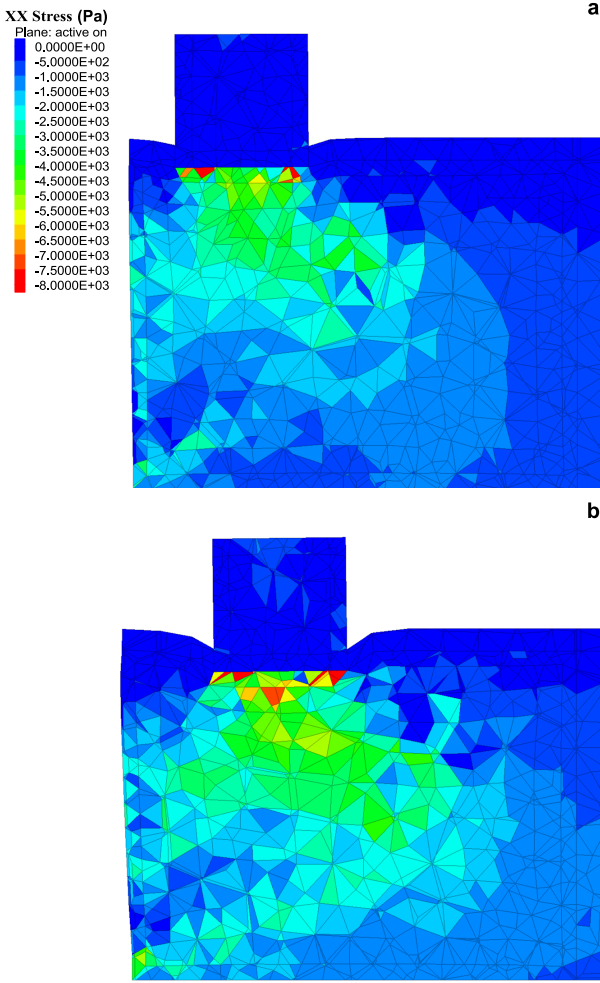 XX Stress (Pa)
a
Plane: active on
0.0000E+00
-5.0000E+02
-1.0000E+03
-1.5000E+03
-2.0000E+03
-2.5000E+03
-3.0000E+03
-3.5000E+03
-4.0000E+03
-4.5000E+03
-5.0000E+03
-5.5000E+03
-6.0000E+03
-6.5000E+03
-7.0000E+03
-7.5000E+03
-8.0000E+03
b